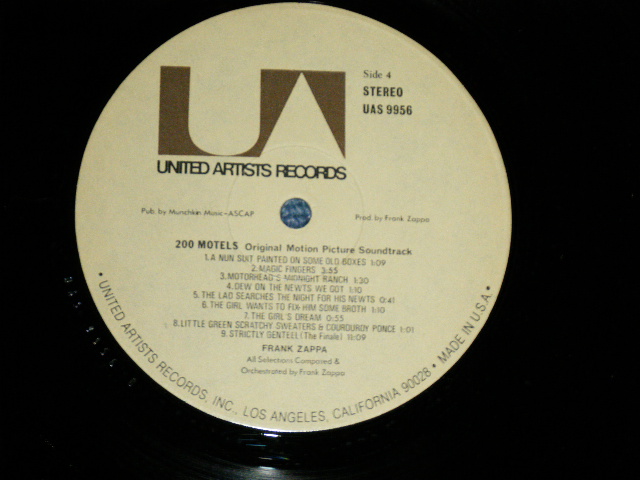 UA
Side 4
STEREO
UAS 9956
UNITED ARTISTS RECORDS
Pub. by Munchkin Music-ASCAP
Prod. by Frank Zappa
200 MOTELS Original Motion Picture Soundtrack
1. A NUN SUIT PAINTED ON SOME OLD BOXES 1:09
2. MAGIC FINGERS 3:55
3. MOTORHEAD'S MIDNIGHT RANCH 1:30
4. DEW ON THE NEWTS WE GOT 1:10
5. THE LAD SEARCHES THE NIGHT FOR HIS NEWTS 0:41
6. THE GIRL WANTS TO FIX HIM SOME BROTH 1:10
7. THE GIRL'S DREAM 0:55
8. LITTLE GREEN SCRATCHY SWEATERS & COURDUROY PONCE 1:01
9. STRICTLY GENTEEL (The Finale) 11:09
FRANK ZAPPA
All Selections Composed &
Orchestrated by Frank Zappa
• UNITED ARTISTS RECORDS, INC., LOS ANGELES, CALIFORNIA 90028 • MADE IN U.S.A. •